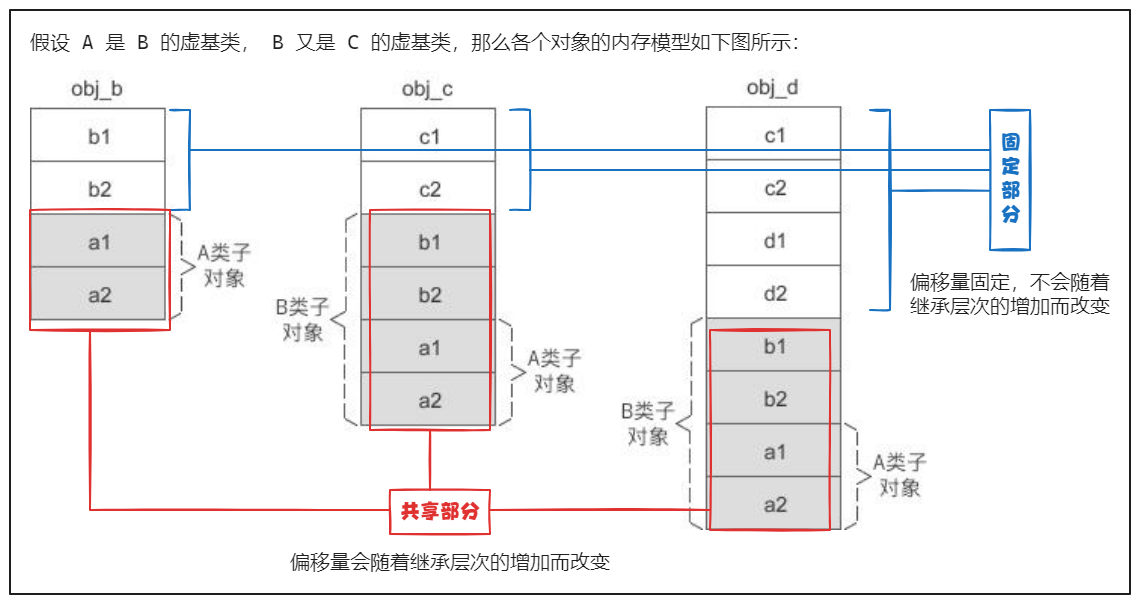 假设 A 是 B 的虚基类， B 又是 C 的虚基类，那么各个对象的内存模型如下图所示：
obj_b
b1
b2
a1
a2
A类子
对象
obj_c
c1
c2
b1
b2
a1
a2
B类子
对象
A类子
对象
obj_d
c1
c2
d1
d2
b1
b2
a1
a2
B类子
对象
A类子
对象
固
定
部
分
偏移量固定，不会随着
继承层次的增加而改变
共享部分
偏移量会随着继承层次的增加而改变